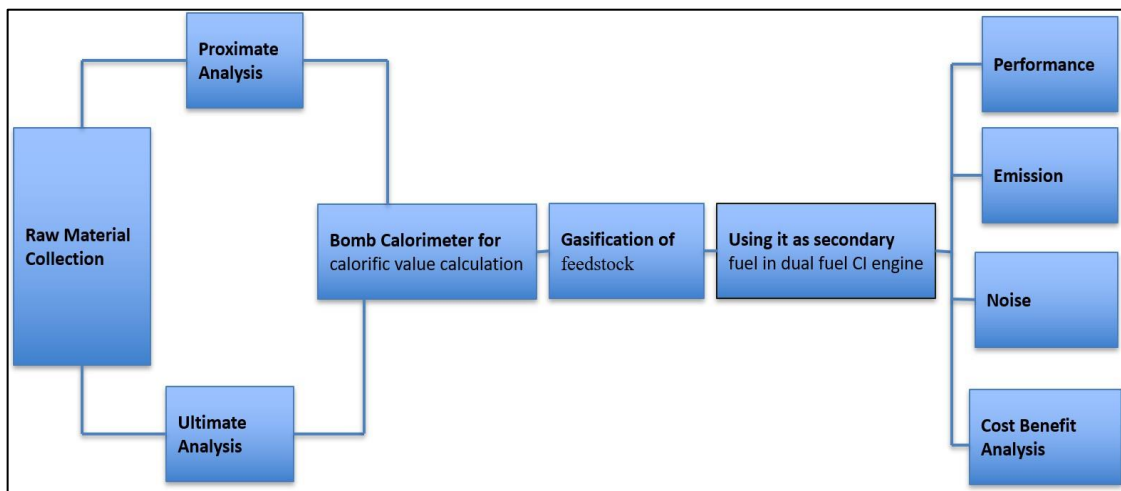 Proximate
Analysis
Raw Material
Collection
Ultimate
Analysis
Bomb Calorimeter for
calorific value calculation
Gasification of
feedstock
Using it as secondary
fuel in dual fuel CI engine
Performance
Emission
Noise
Cost Benefit
Analysis